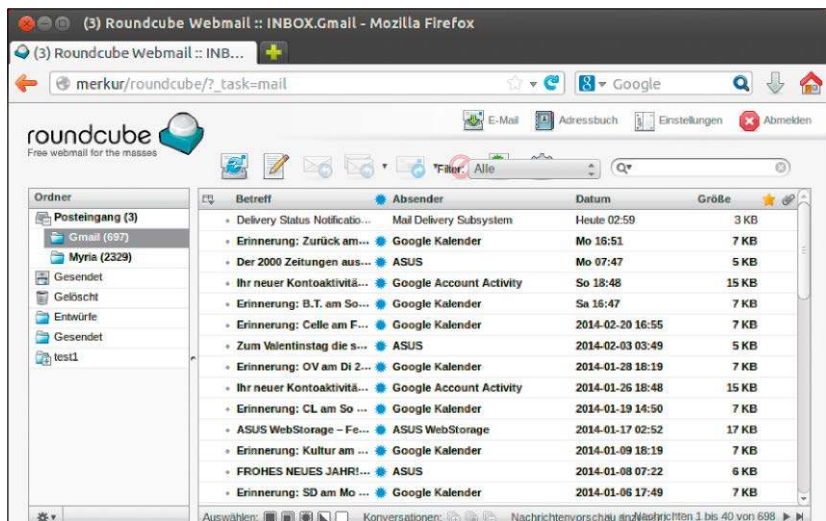 (3) Roundcube Webmail :: INBOX.Gmail - Mozilla Firefox
(3) Roundcube Webmail :: INB...
merkur/roundcube/?_task=mail
Google
E-Mail Adressbuch Einstellungen Abmelden
roundcube
Free webmail for the masses
Filter: Alle
Ordner
Posteingang (3)
Gmail (697)
Myria (2329)
Gesendet
Gelöscht
Entwürfe
Gesendet
test1
Betreff Absender Datum Größe
Delivery Status Notificatio... Mail Delivery Subsystem Heute 02:59 3 KB
Erinnerung: Zurück am... Google Kalender Mo 16:51 7 KB
Der 2000 Zeitungen aus... ASUS Mo 07:47 5 KB
Ihr neuer Kontoaktivitä... Google Account Activity So 18:48 15 KB
Erinnerung: B.T. am So... Google Kalender Sa 16:47 7 KB
Erinnerung: Celle am F... Google Kalender 2014-02-20 16:55 7 KB
Zum Valentinstag die s... ASUS 2014-02-03 03:49 5 KB
Erinnerung: OV am Di 2... Google Kalender 2014-01-28 18:19 7 KB
Ihr neuer Kontoaktivitä... Google Account Activity 2014-01-26 18:48 15 KB
Erinnerung: CL am So ... Google Kalender 2014-01-19 14:50 7 KB
ASUS WebStorage – Fe... ASUS WebStorage 2014-01-17 02:52 17 KB
Erinnerung: Kultur am ... Google Kalender 2014-01-09 18:19 7 KB
FROHES NEUES JAHR!... ASUS 2014-01-08 07:22 6 KB
Erinnerung: SD am Mo ... Google Kalender 2014-01-06 17:49 7 KB
Auswählen: Konversationen: Nachrichtenvorschau Nachrichten 1 bis 40 von 698